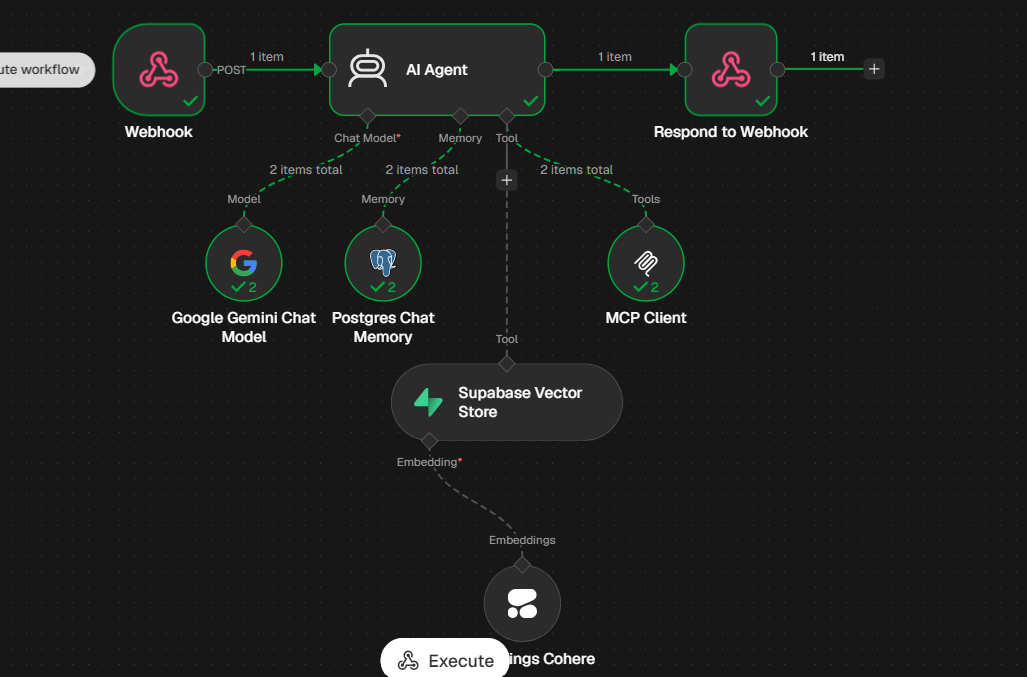 ute workflow
POST
1 item
AI Agent
1 item
1 item
Webhook
Respond to Webhook
Chat Model*
Memory
Tool
2 items total
2 items total
2 items total
Model
Memory
Tools
2
2
2
Google Gemini Chat
Model
Postgres Chat
Memory
MCP Client
Tool
Supabase Vector
Store
Embedding*
Embeddings
Execute
ings Cohere